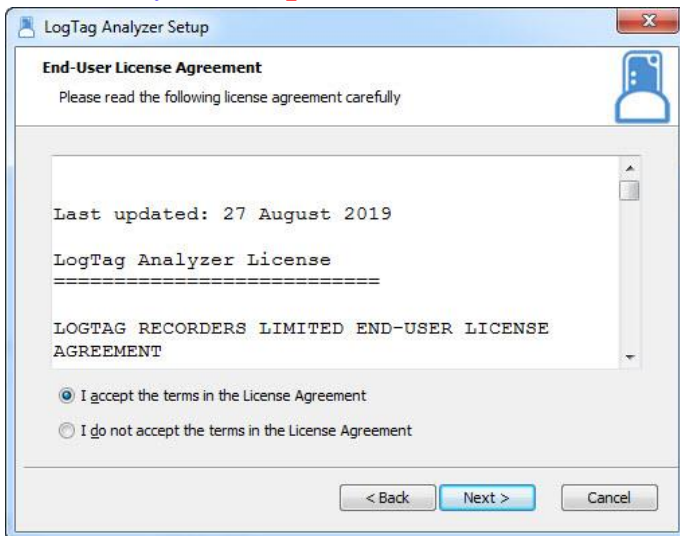 LogTag Analyzer Setup
End-User License Agreement
Please read the following license agreement carefully
Last updated: 27 August 2019
LogTag Analyzer License
===========================
LOGTAG RECORDERS LIMITED END-USER LICENSE
AGREEMENT
I accept the terms in the License Agreement
I do not accept the terms in the License Agreement
< Back Next > Cancel